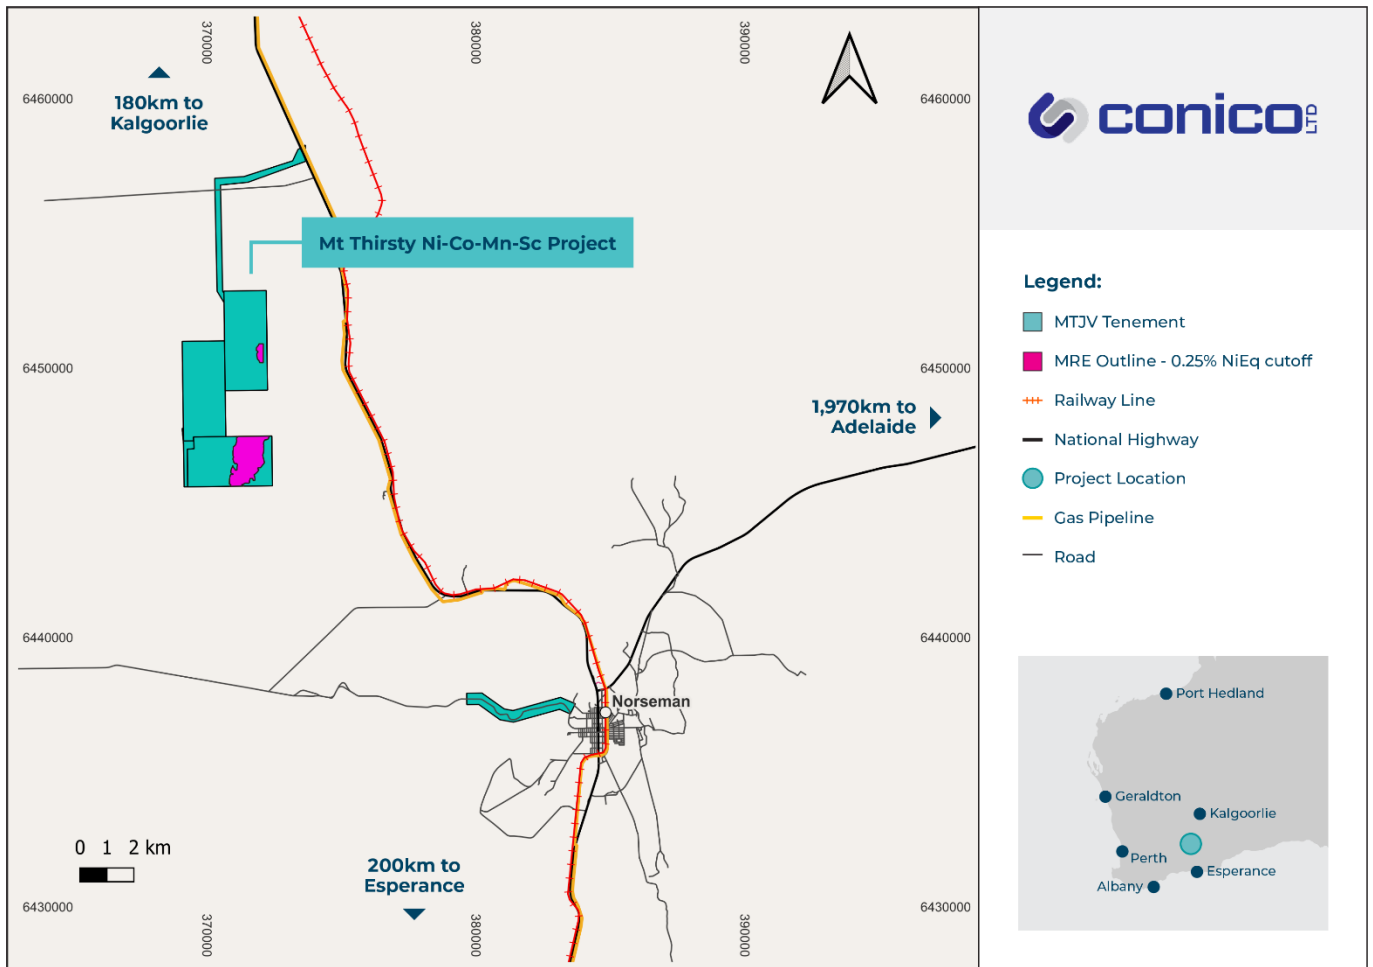 370000
380000
390000
6460000
6460000
180km to
Kalgoorlie
Mt Thirsty Ni-Co-Mn-Sc Project
6450000
6450000
1,970km to
Adelaide
6440000
6440000
Norseman
0 1 2 km
200km to
Esperance
6430000
6430000
370000
380000
390000
conico LTD
Legend:
MTJV Tenement
MRE Outline - 0.25% NiEq cutoff
Railway Line
National Highway
Project Location
Gas Pipeline
Road
Port Hedland
Geraldton
Kalgoorlie
Perth
Esperance
Albany